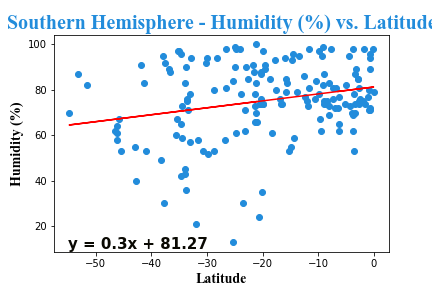 Southern Hemisphere - Humidity (%) vs. Latitude
100
80
60
40
20
Humidity (%)
y = 0.3x + 81.27
−50
−40
−30
−20
−10
0
Latitude